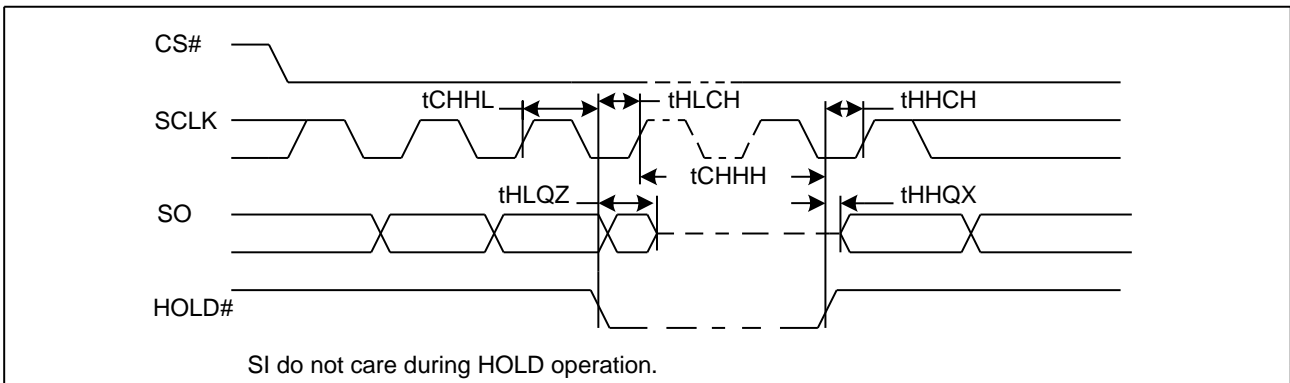 CS#
tCHHL
tHLCH
tHHCH
SCLK
tCHHH
tHLQZ
tHHQX
SO
HOLD#
SI do not care during HOLD operation.